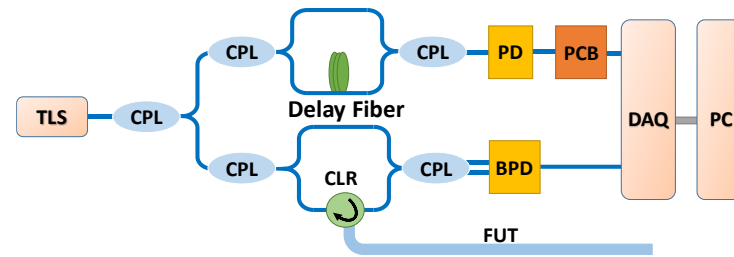 CPL
CPL
PD
PCB
Delay Fiber
TLS
CPL
DAQ
PC
CPL
CLR
CPL
BPD
FUT